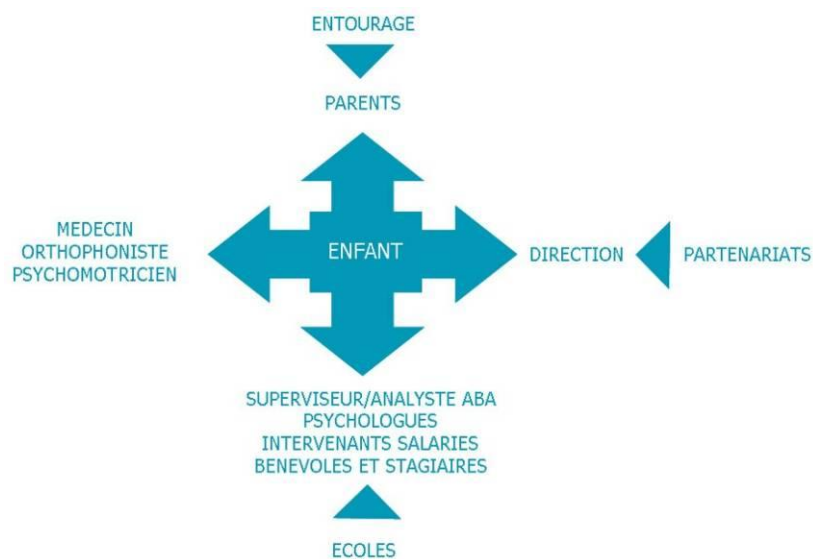 ENTOURAGE
PARENTS
MEDECIN
ORTHOPHONISTE
PSYCHOMOTRICIEN
ENFANT
DIRECTION
PARTENARIATS
SUPERVISEUR/ANALYSTE ABA
PSYCHOLOGUES
INTERVENANTS SALARIES
BENEVOLES ET STAGIAIRES
ECOLES